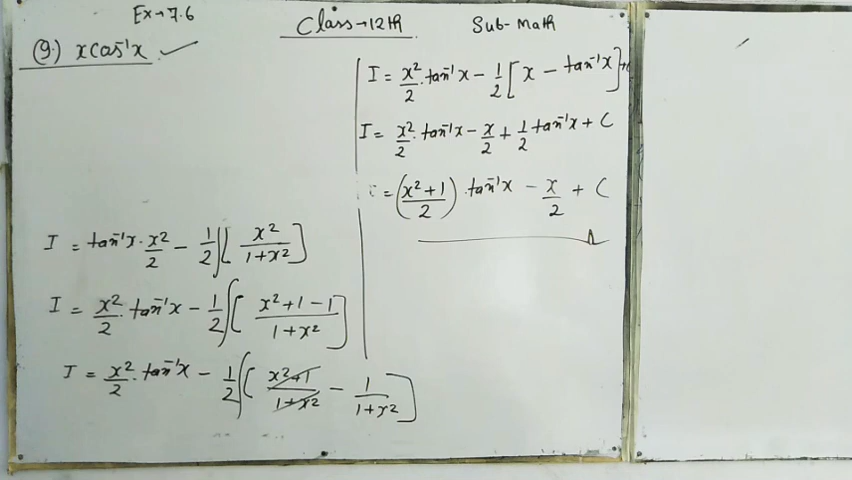 Ex→7.6
Class→12th
Sub-Math
(9.) x cos⁻¹x
I = tan⁻¹x · x²/2 − 1/2 ∫[x²/(1+x²)]
I = x²/2 · tan⁻¹x − 1/2 ∫[(x²+1−1)/(1+x²)]
I = x²/2 · tan⁻¹x − 1/2 ∫[(x²+1)/(1+x²) − 1/(1+x²)]
I = x²/2 · tan⁻¹x − 1/2 [x − tan⁻¹x] +
I = x²/2 · tan⁻¹x − x/2 + 1/2 tan⁻¹x + C
= ((x²+1)/2) · tan⁻¹x − x/2 + C